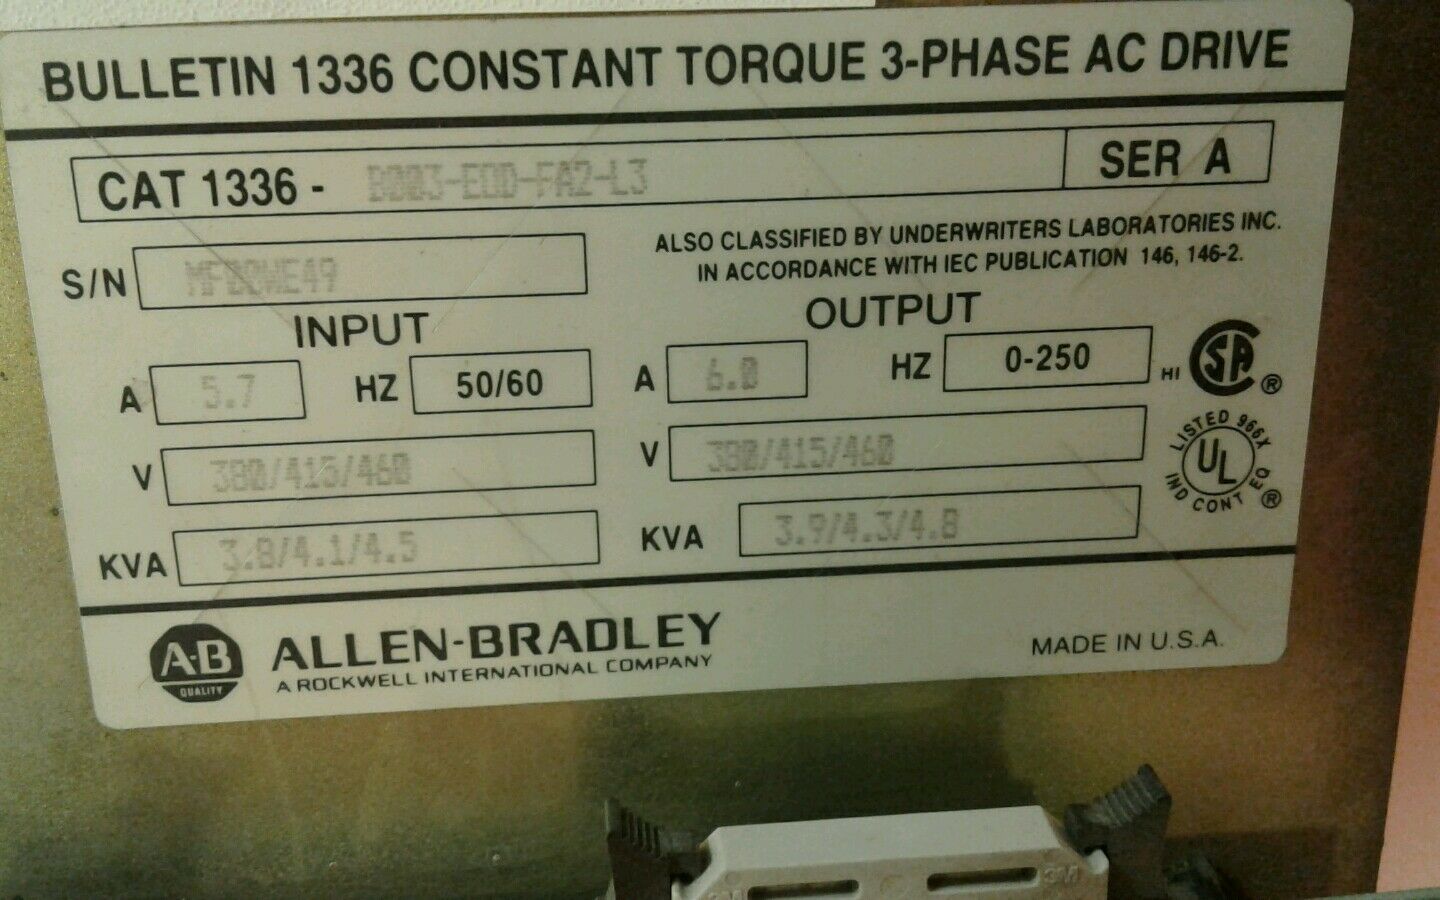 BULLETIN 1336 CONSTANT TORQUE 3-PHASE AC DRIVE
CAT 1336 - B003-EOD-FA2-L3 SER A
ALSO CLASSIFIED BY UNDERWRITERS LABORATORIES INC.
IN ACCORDANCE WITH IEC PUBLICATION 146, 146-2.
S/N
INPUT
A 5.7 HZ 50/60
V 380/415/460
KVA 3.8/4.1/4.5
OUTPUT
A 6.0 HZ 0-250
V 380/415/460
KVA 3.9/4.3/4.8
HI SA ®
LISTED 966X
UL
IND CONT EQ ®
A-B
QUALITY
ALLEN-BRADLEY
A ROCKWELL INTERNATIONAL COMPANY
MADE IN U.S.A.
3M